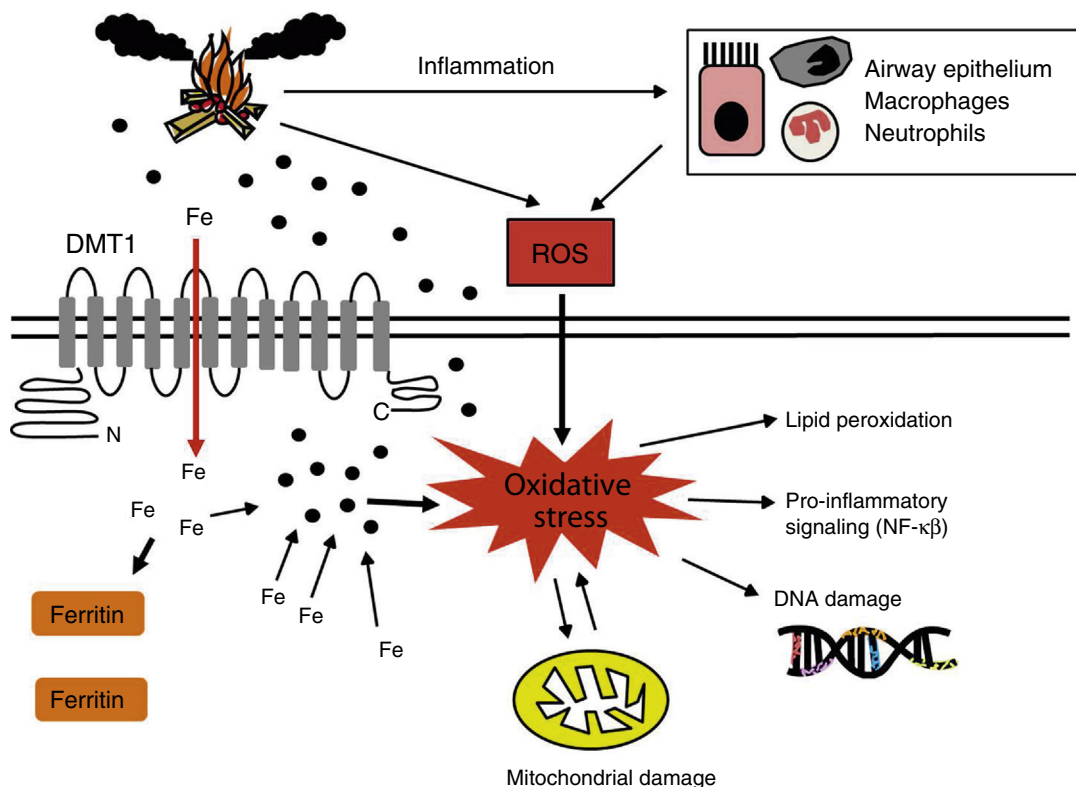 Inflammation
Airway epithelium
Macrophages
Neutrophils
Fe
DMT1
ROS
N
C
Fe
Fe
Fe
Oxidative
stress
Lipid peroxidation
Pro-inflammatory
signaling (NF-κβ)
DNA damage
Fe
Fe
Fe
Ferritin
Ferritin
Mitochondrial damage